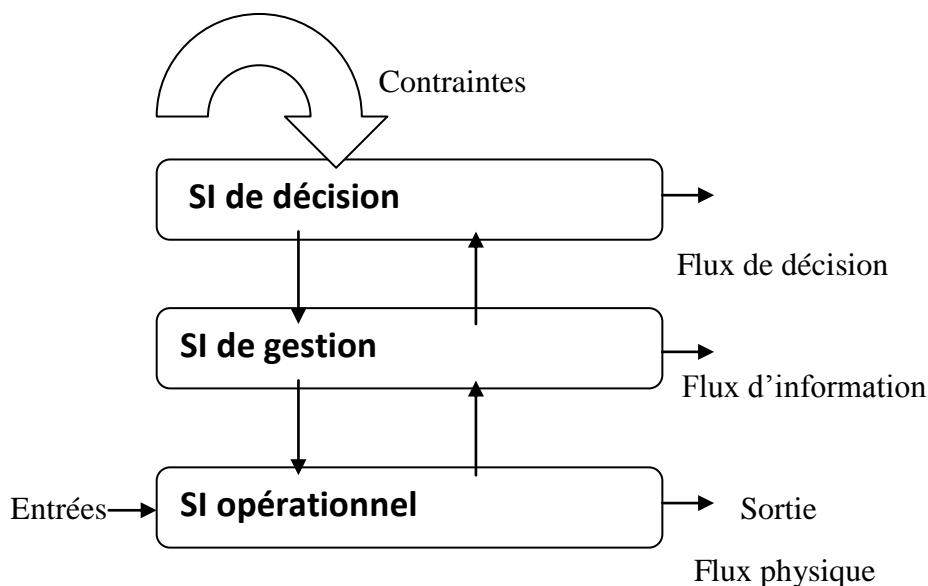 Contraintes
SI de décision
Flux de décision
SI de gestion
Flux d’information
Entrées
SI opérationnel
Sortie
Flux physique